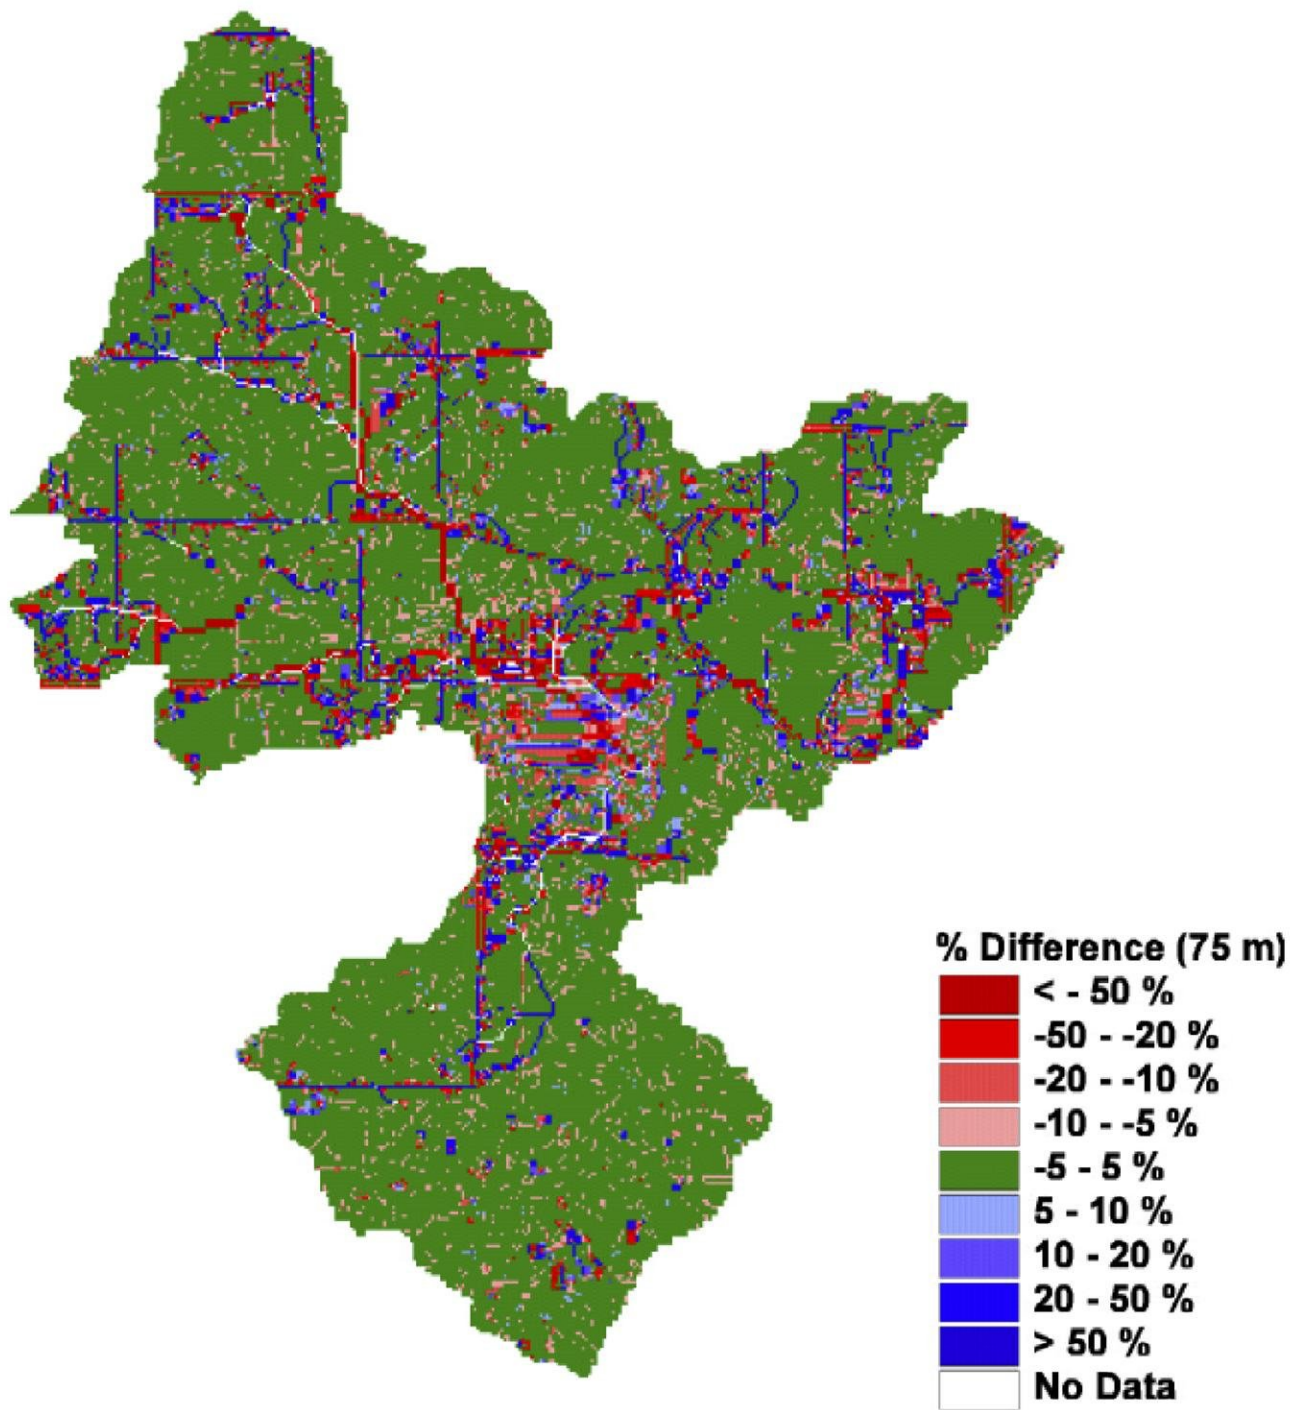 % Difference (75 m)
< - 50 %
-50 - -20 %
-20 - -10 %
-10 - -5 %
-5 - 5 %
5 - 10 %
10 - 20 %
20 - 50 %
> 50 %
No Data